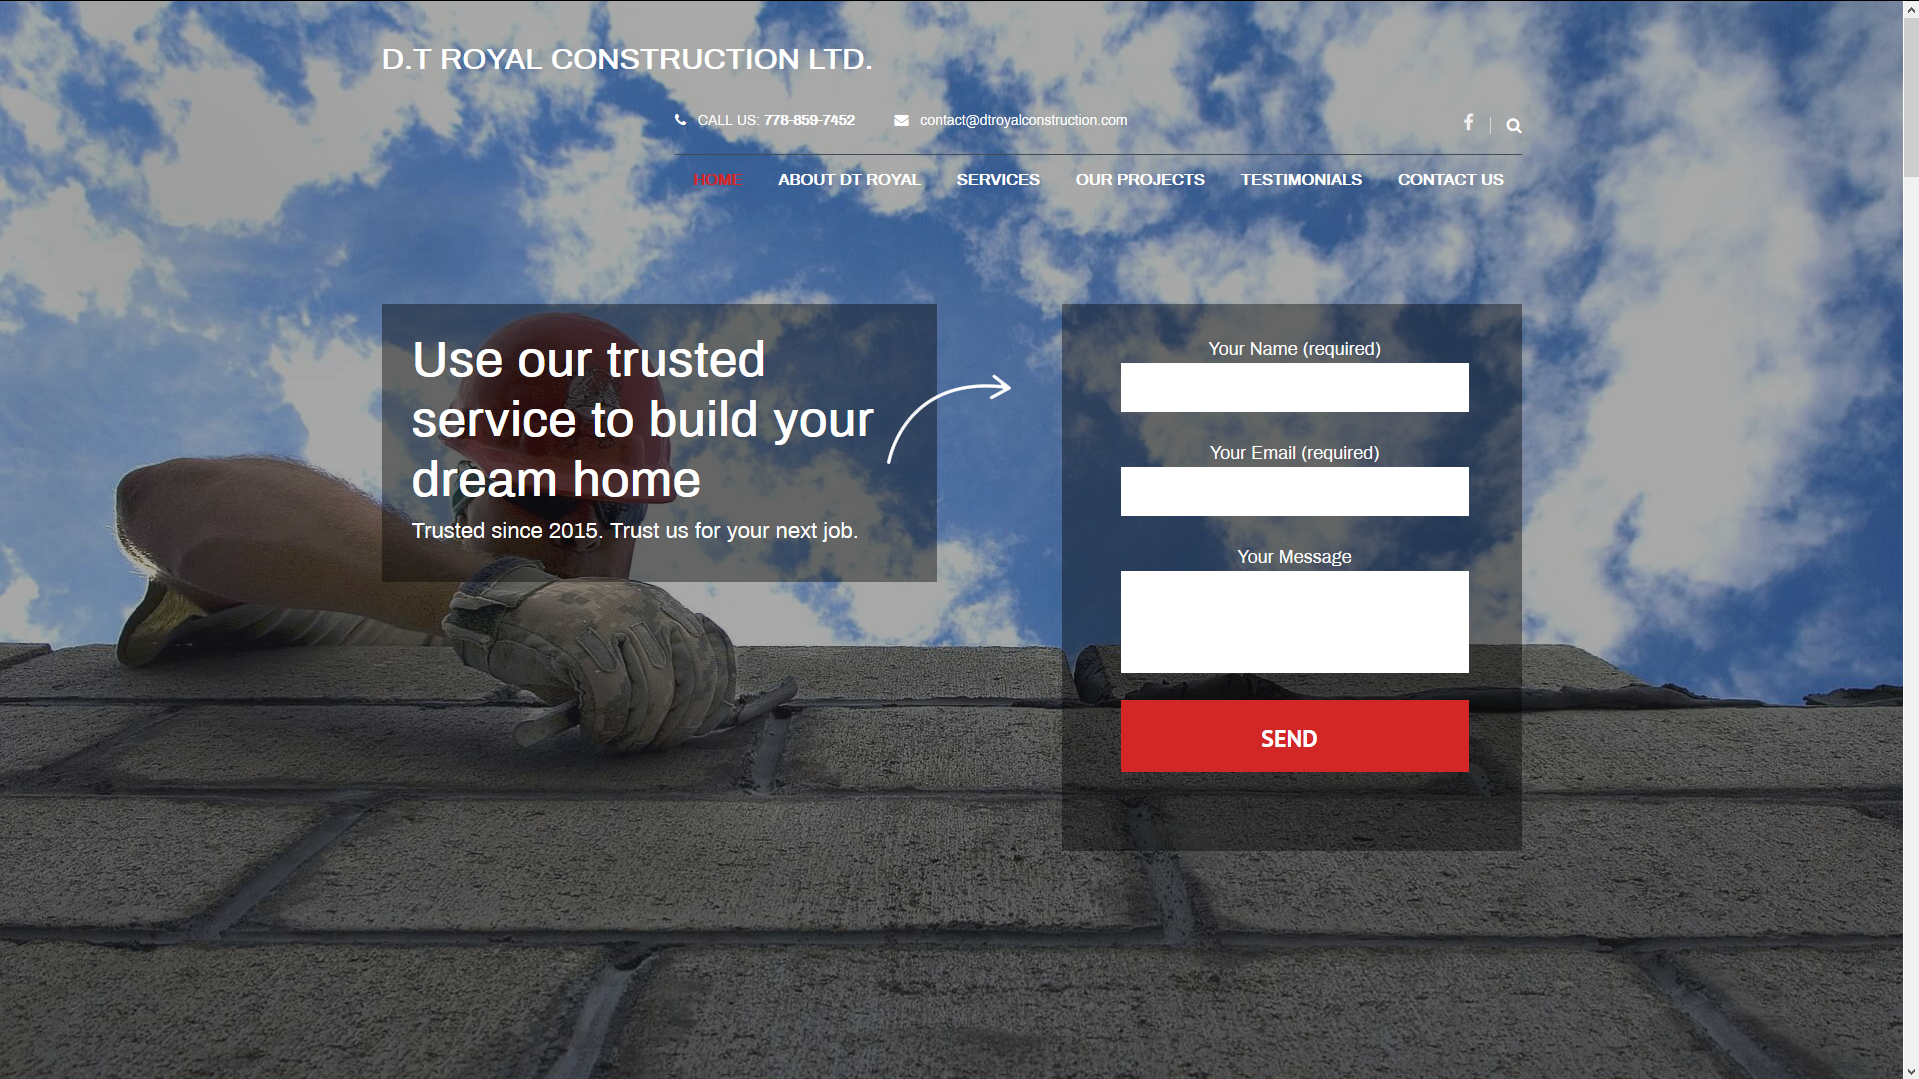 D.T ROYAL CONSTRUCTION LTD.
CALL US: 778-859-7452 contact@dtroyalconstruction.com
HOME ABOUT DT ROYAL SERVICES OUR PROJECTS TESTIMONIALS CONTACT US
Use our trusted
service to build your
dream home
Trusted since 2015. Trust us for your next job.
Your Name (required)
Your Email (required)
Your Message
SEND